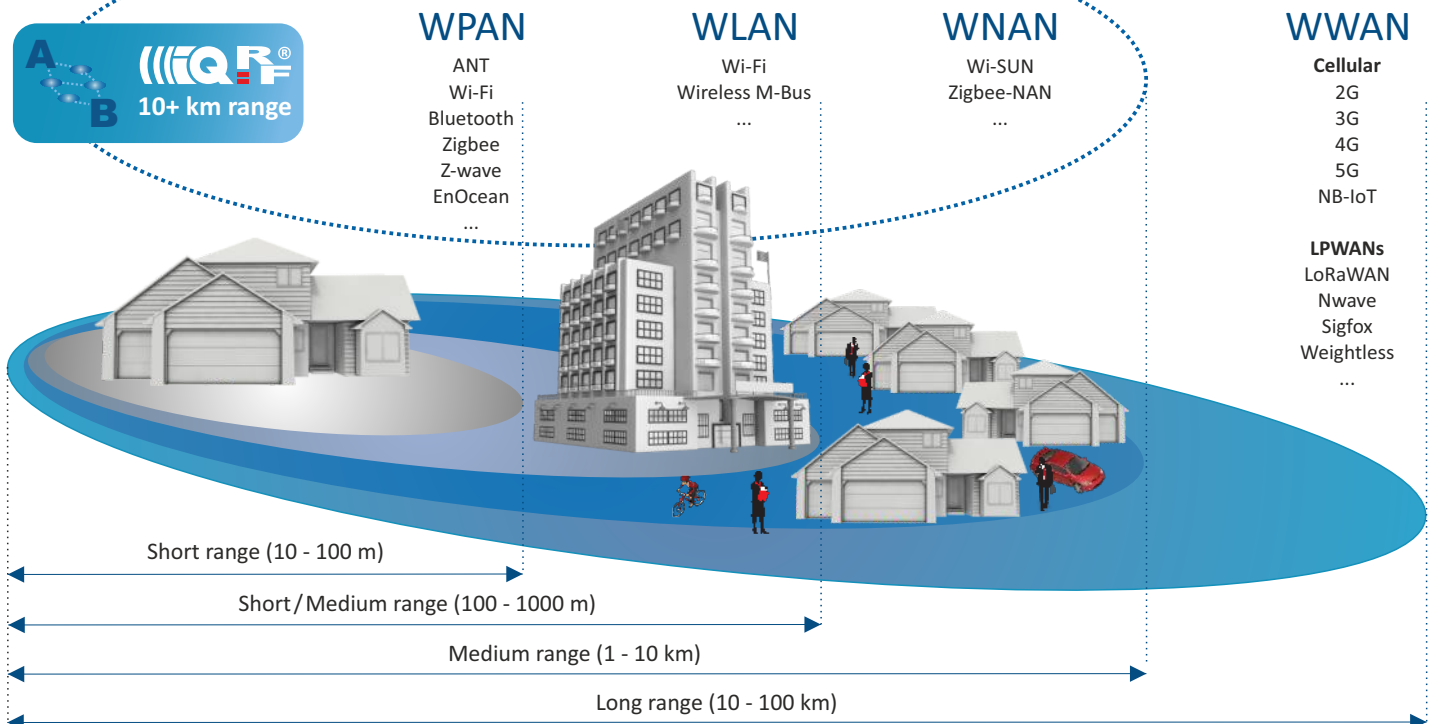 A
B
IQRF®
10+ km range
WPAN
ANT
Wi-Fi
Bluetooth
Zigbee
Z-wave
EnOcean
...
WLAN
Wi-Fi
Wireless M-Bus
...
WNAN
Wi-SUN
Zigbee-NAN
...
WWAN
Cellular
2G
3G
4G
5G
NB-IoT
LPWANs
LoRaWAN
Nwave
Sigfox
Weightless
...
Short range (10 - 100 m)
Short/Medium range (100 - 1000 m)
Medium range (1 - 10 km)
Long range (10 - 100 km)